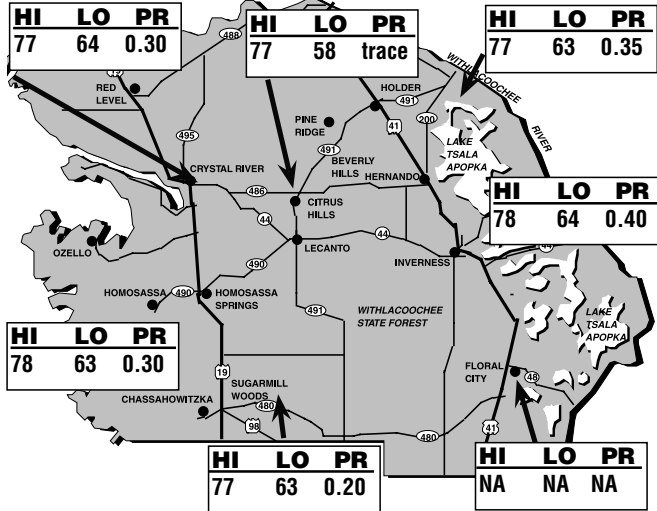 HI LO PR
77 64 0.30
HI LO PR
77 58 trace
HI LO PR
77 63 0.35
488
WITHLACOOCHEE
RIVER
19
RED
LEVEL
HOLDER
491
PINE
RIDGE
200
41
495
491
LAKE
TSALA
APOPKA
BEVERLY
HILLS
CRYSTAL RIVER
HERNANDO
486
HI LO PR
78 64 0.40
CITRUS
HILLS
44
44
44
OZELLO
LECANTO
INVERNESS
490
HOMOSASSA
490
HOMOSASSA
SPRINGS
491
WITHLACOOCHEE
STATE FOREST
LAKE
TSALA
APOPKA
HI LO PR
78 63 0.30
19
FLORAL
CITY
48
SUGARMILL
WOODS
CHASSAHOWITZKA
480
98
480
41
HI LO PR
77 63 0.20
HI LO PR
NA NA NA